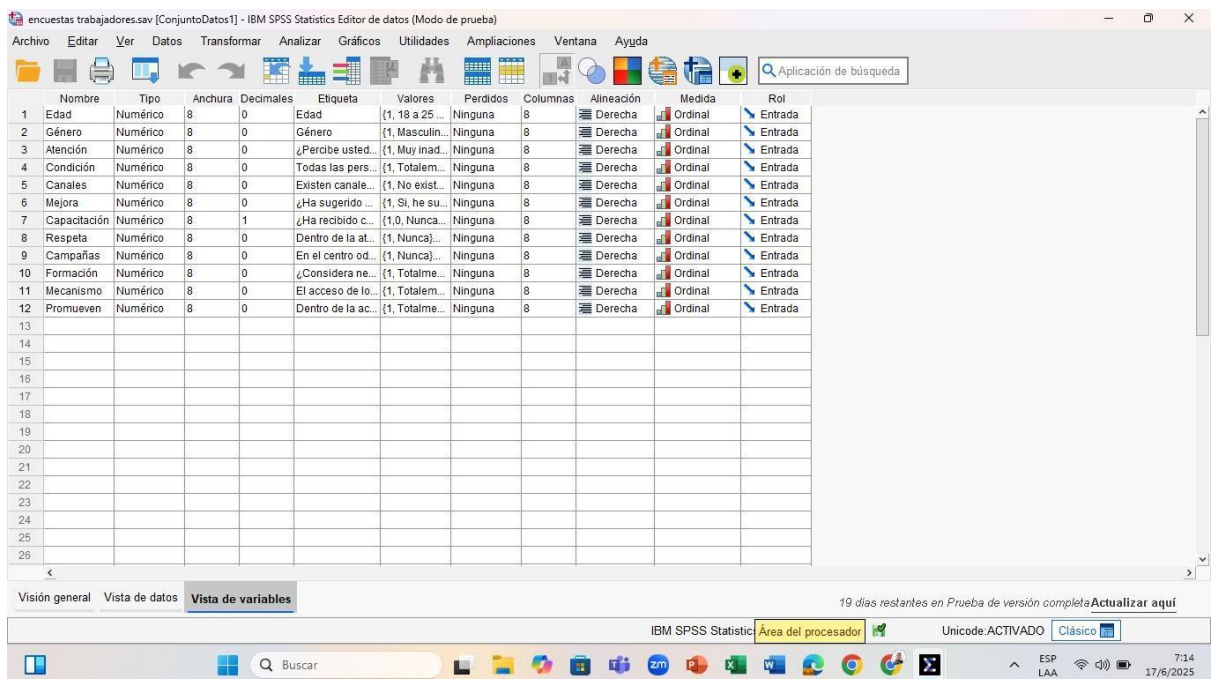 encuestas trabajadores.sav [ConjuntoDatos1] - IBM SPSS Statistics Editor de datos (Modo de prueba)
Archivo Editar Ver Datos Transformar Analizar Gráficos Utilidades Ampliaciones Ventana Ayuda
Aplicación de búsqueda
Nombre Tipo Anchura Decimales Etiqueta Valores Perdidos Columnas Alineación Medida Rol
1 Edad Numérico 8 0 Edad {1, 18 a 25 ... Ninguna 8 Derecha Ordinal Entrada
2 Género Numérico 8 0 Género {1, Masculin... Ninguna 8 Derecha Ordinal Entrada
3 Atención Numérico 8 0 ¿Percibe usted... {1, Muy inad... Ninguna 8 Derecha Ordinal Entrada
4 Condición Numérico 8 0 Todas las pers... {1, Totalem... Ninguna 8 Derecha Ordinal Entrada
5 Canales Numérico 8 0 Existen canale... {1, No exist... Ninguna 8 Derecha Ordinal Entrada
6 Mejora Numérico 8 0 ¿Ha sugerido ... {1, Si, he su... Ninguna 8 Derecha Ordinal Entrada
7 Capacitación Numérico 8 1 ¿Ha recibido c... {1,0, Nunca... Ninguna 8 Derecha Ordinal Entrada
8 Respeta Numérico 8 0 Dentro de la at... {1, Nunca}... Ninguna 8 Derecha Ordinal Entrada
9 Campañas Numérico 8 0 En el centro od... {1, Nunca}... Ninguna 8 Derecha Ordinal Entrada
10 Formación Numérico 8 0 ¿Considera ne... {1, Totalme... Ninguna 8 Derecha Ordinal Entrada
11 Mecanismo Numérico 8 0 El acceso de lo... {1, Totalem... Ninguna 8 Derecha Ordinal Entrada
12 Promueven Numérico 8 0 Dentro de la ac... {1, Totalme... Ninguna 8 Derecha Ordinal Entrada
13
14
15
16
17
18
19
20
21
22
23
24
25
26
Visión general Vista de datos Vista de variables
19 días restantes en Prueba de versión completa Actualizar aquí
IBM SPSS Statistic Área del procesador Unicode:ACTIVADO Clásico
Buscar
ESP 7:14
LAA 17/6/2025